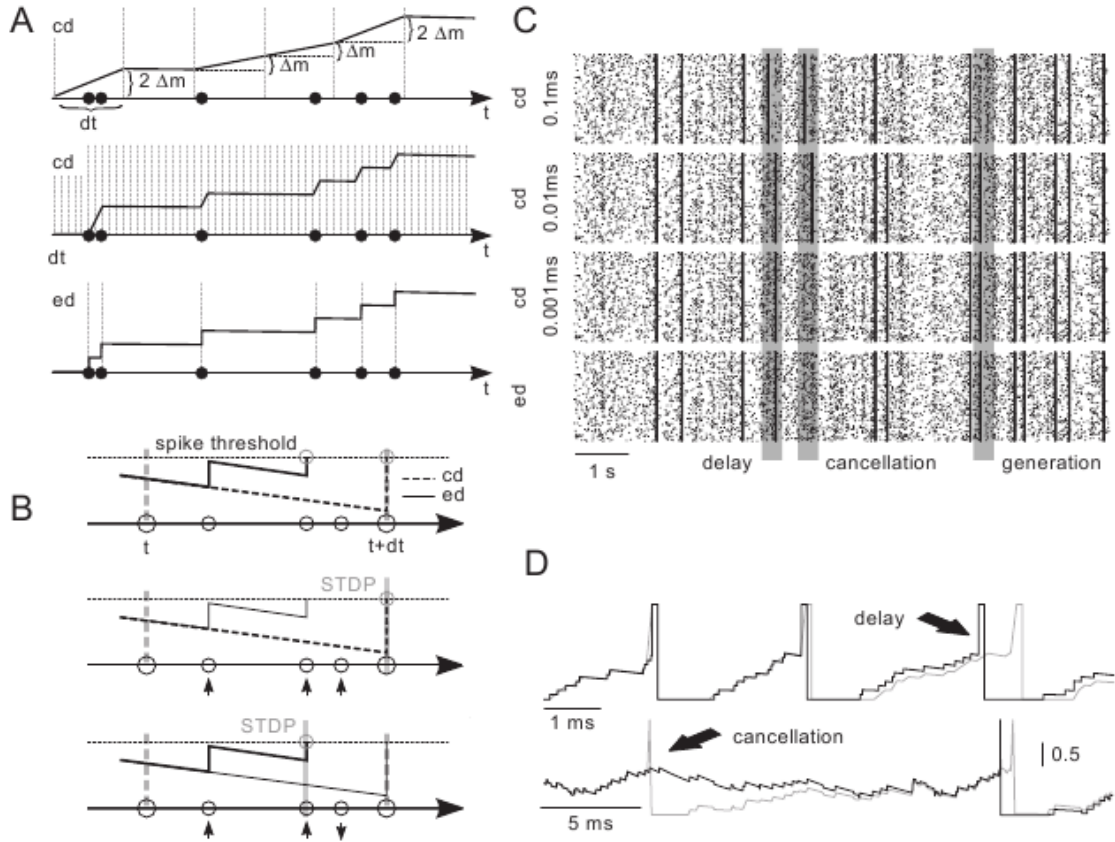 A
cd
2 Δm
Δm
Δm
2 Δm
dt
t
cd
dt
t
ed
t
B
spike threshold
cd
ed
t
t+dt
STDP
STDP
C
cd
0.1ms
cd
0.01ms
cd
0.001ms
ed
1 s
delay
cancellation
generation
D
delay
1 ms
cancellation
0.5
5 ms